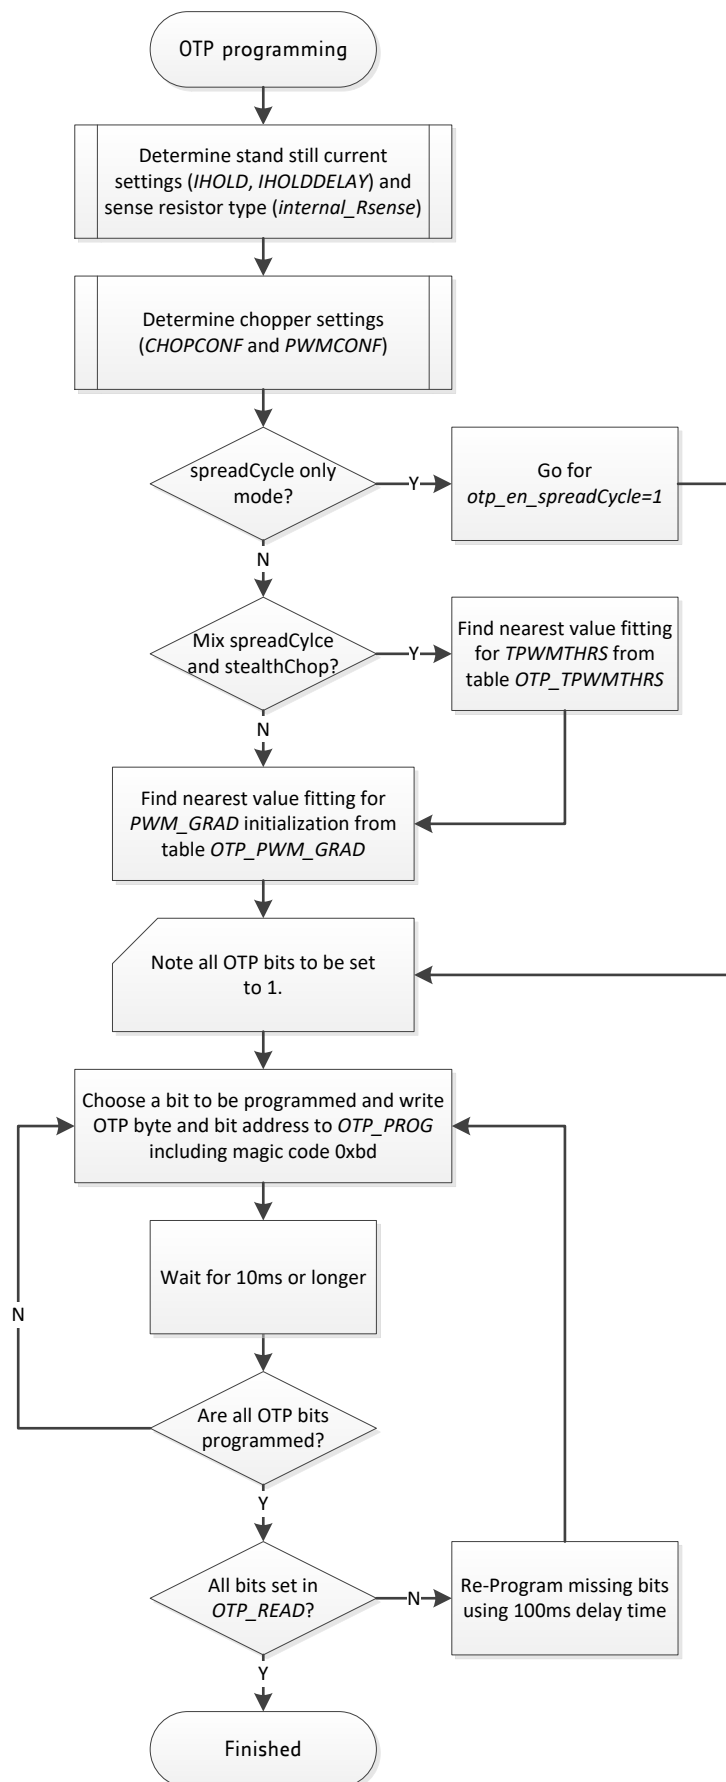 OTP programming
Determine stand still current
settings (IHOLD, IHOLDDELAY) and
sense resistor type (internal_Rsense)
Determine chopper settings
(CHOPCONF and PWMCONF)
spreadCycle only
mode?
Y
Go for
otp_en_spreadCycle=1
N
Mix spreadCylce
and stealthChop?
Y
Find nearest value fitting
for TPWMTHRS from
table OTP_TPWMTHRS
N
Find nearest value fitting for
PWM_GRAD initialization from
table OTP_PWM_GRAD
Note all OTP bits to be set
to 1.
Choose a bit to be programmed and write
OTP byte and bit address to OTP_PROG
including magic code 0xbd
Wait for 10ms or longer
N
Are all OTP bits
programmed?
Y
All bits set in
OTP_READ?
N
Re-Program missing bits
using 100ms delay time
Y
Finished